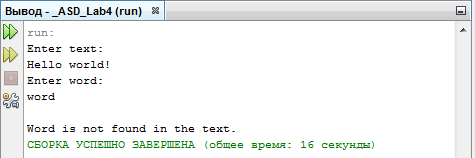 Вывод - _ASD_Lab4 (run)
run:
Enter text:
Hello world!
Enter word:
word
Word is not found in the text.
СБОРКА УСПЕШНО ЗАВЕРШЕНА (общее время: 16 секунды)